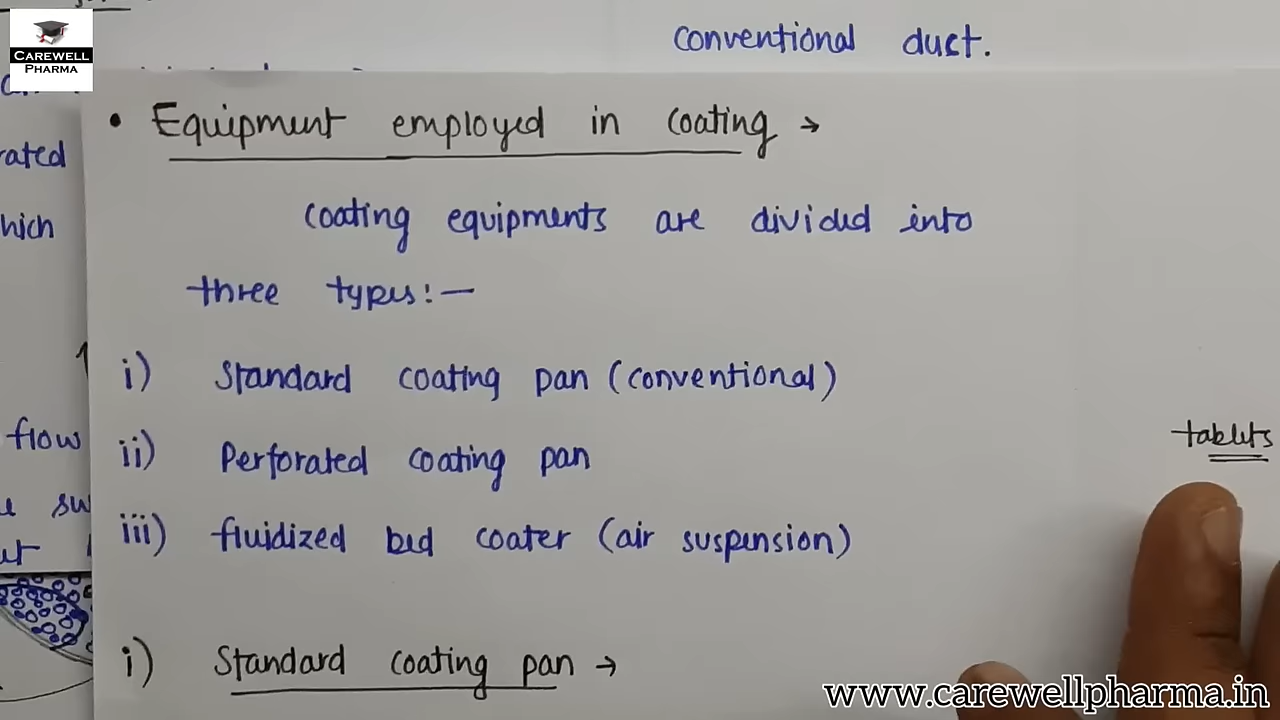 CAREWELL
PHARMA
conventional duct.
• Equipment employed in coating →
coating equipments are divided into
three types:—
i) Standard coating pan (conventional)
ii) Perforated coating pan
iii) fluidized bed coater (air suspension)
i) Standard coating pan →
rated
hich
flow
tablets
www.carewellpharma.in